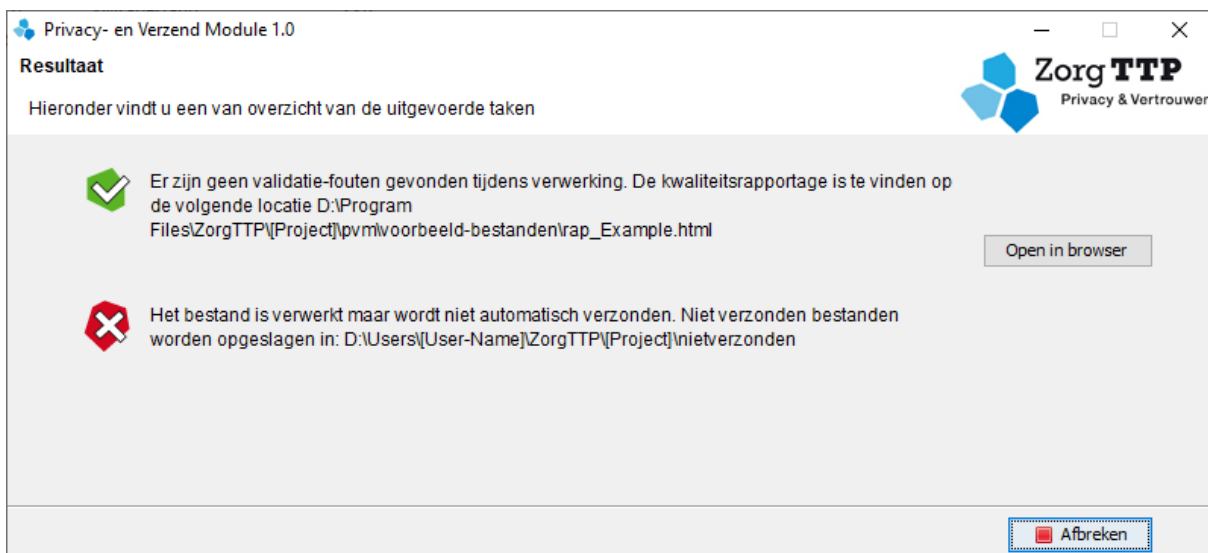 Privacy- en Verzend Module 1.0
Resultaat
Hieronder vindt u een van overzicht van de uitgevoerde taken
Zorg TTP
Privacy & Vertrouwen
Er zijn geen validatie-fouten gevonden tijdens verwerking. De kwaliteitsrapportage is te vinden op
de volgende locatie D:\Program
Files\ZorgTTP\[Project]\pvm\voorbeeld-bestanden\rap_Example.html
Open in browser
Het bestand is verwerkt maar wordt niet automatisch verzonden. Niet verzonden bestanden
worden opgeslagen in: D:\Users\[User-Name]\ZorgTTP\[Project]\nietverzonden
Afbreken